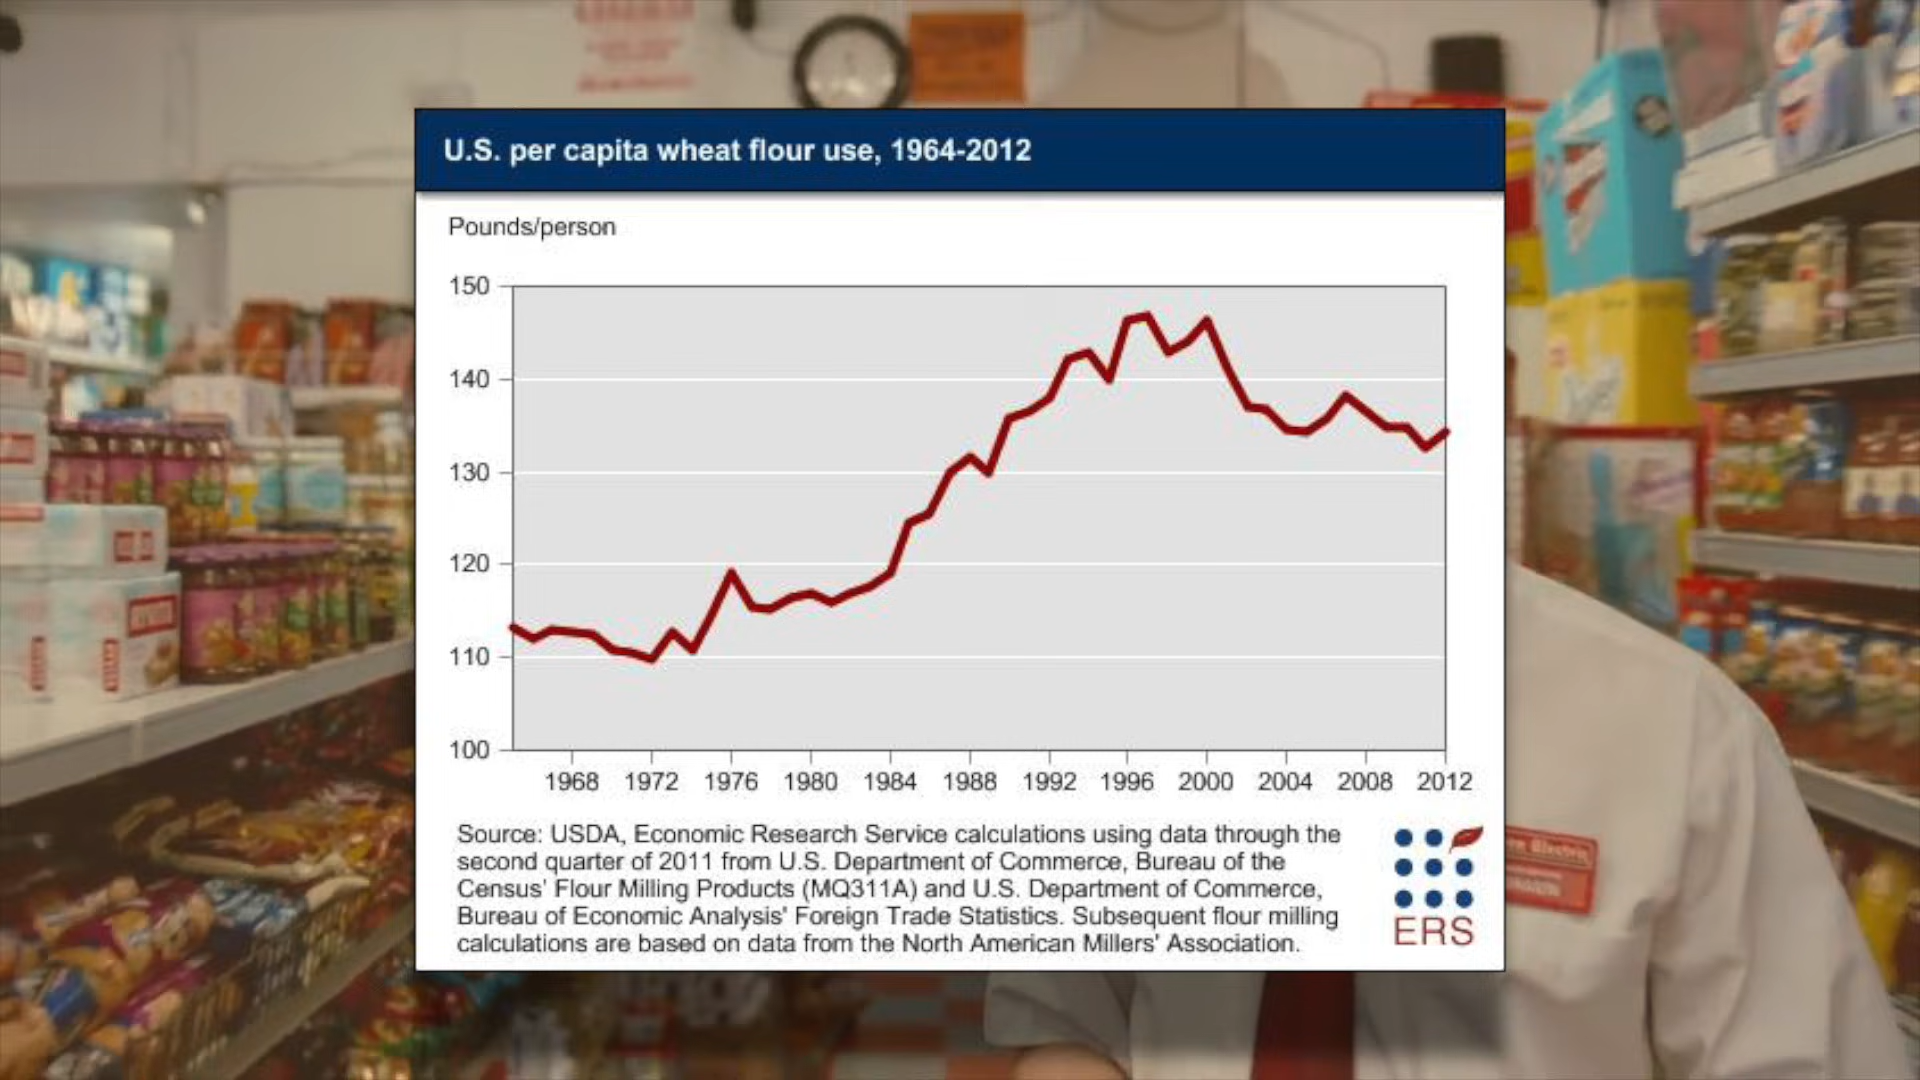 U.S. per capita wheat flour use, 1964-2012
Pounds/person
150
140
130
120
110
100
1968 1972 1976 1980 1984 1988 1992 1996 2000 2004 2008 2012
Source: USDA, Economic Research Service calculations using data through the
second quarter of 2011 from U.S. Department of Commerce, Bureau of the
Census' Flour Milling Products (MQ311A) and U.S. Department of Commerce,
Bureau of Economic Analysis' Foreign Trade Statistics. Subsequent flour milling
calculations are based on data from the North American Millers' Association.
ERS